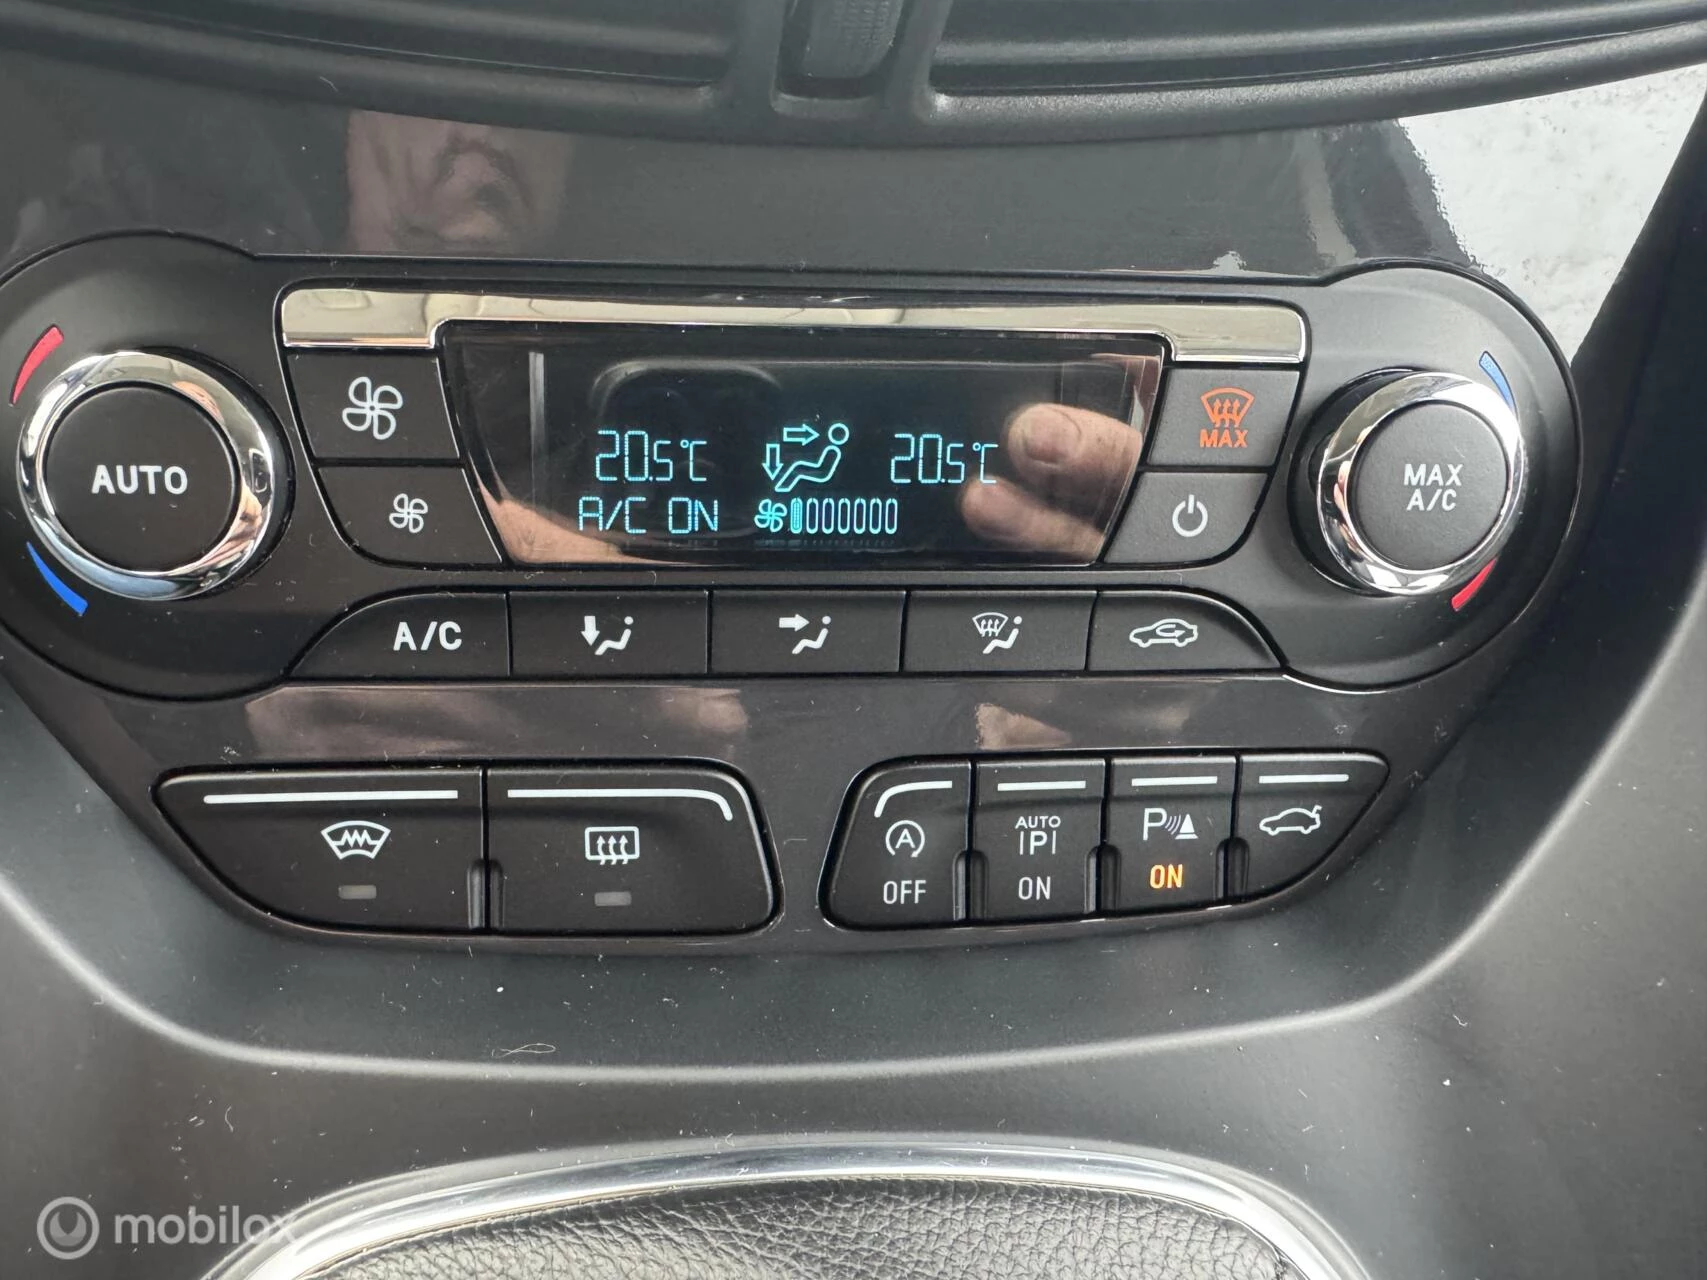 AUTO
20.5°C 20.5°C
A/C ON
MAX
MAX
A/C
A/C
A
OFF
AUTO
P
ON
P
ON
mobilox